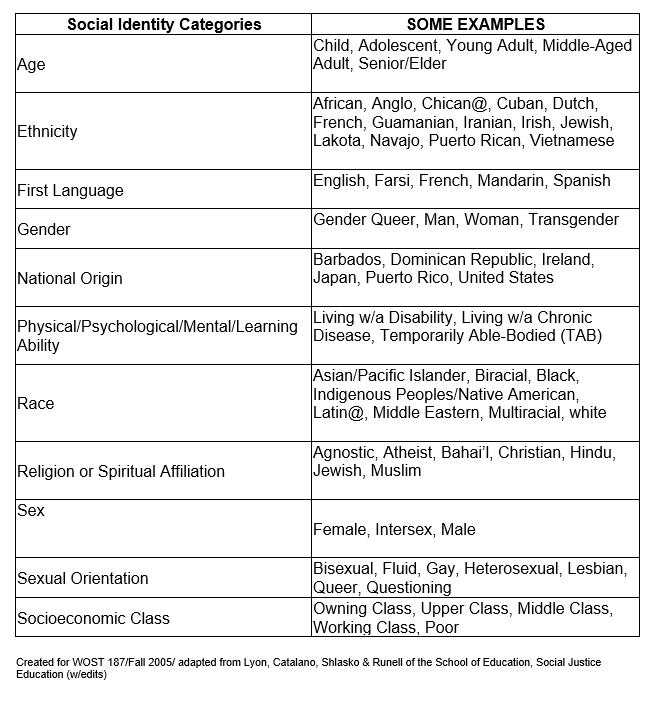 Social Identity Categories
SOME EXAMPLES
Age
Child, Adolescent, Young Adult, Middle-Aged
Adult, Senior/Elder
Ethnicity
African, Anglo, Chican@, Cuban, Dutch,
French, Guamanian, Iranian, Irish, Jewish,
Lakota, Navajo, Puerto Rican, Vietnamese
First Language
English, Farsi, French, Mandarin, Spanish
Gender
Gender Queer, Man, Woman, Transgender
National Origin
Barbados, Dominican Republic, Ireland,
Japan, Puerto Rico, United States
Physical/Psychological/Mental/Learning
Ability
Living w/a Disability, Living w/a Chronic
Disease, Temporarily Able-Bodied (TAB)
Race
Asian/Pacific Islander, Biracial, Black,
Indigenous Peoples/Native American,
Latin@, Middle Eastern, Multiracial, white
Religion or Spiritual Affiliation
Agnostic, Atheist, Bahai’I, Christian, Hindu,
Jewish, Muslim
Sex
Female, Intersex, Male
Sexual Orientation
Bisexual, Fluid, Gay, Heterosexual, Lesbian,
Queer, Questioning
Socioeconomic Class
Owning Class, Upper Class, Middle Class,
Working Class, Poor
Created for WOST 187/Fall 2005/ adapted from Lyon, Catalano, Shlasko & Runell of the School of Education, Social Justice
Education (w/edits)